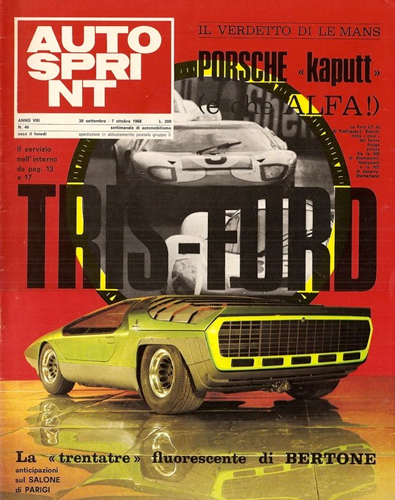 AUTO
SPRI
NT
ANNO VIII
N. 40
esce il lunedì
30 settembre - 7 ottobre 1968
L. 200
settimanale di automobilismo
spedizione in abbonamento postale gruppo II
IL VERDETTO DI LE MANS
PORSCHE «kaputt»
(e che ALFA!)
il servizio
nell'interno
da pag. 13
a 17
TRIS-FORD
La «trentatre» fluorescente di BERTONE
anticipazioni
sul SALONE
di PARIGI